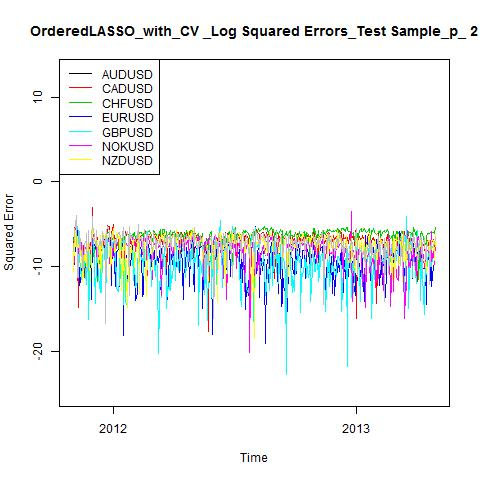 OrderedLASSO_with_CV _Log Squared Errors_Test Sample_p_ 2
AUDUSD
CADUSD
CHFUSD
EURUSD
GBPUSD
NOKUSD
NZDUSD
Squared Error
10
0
-10
-20
2012
2013
Time